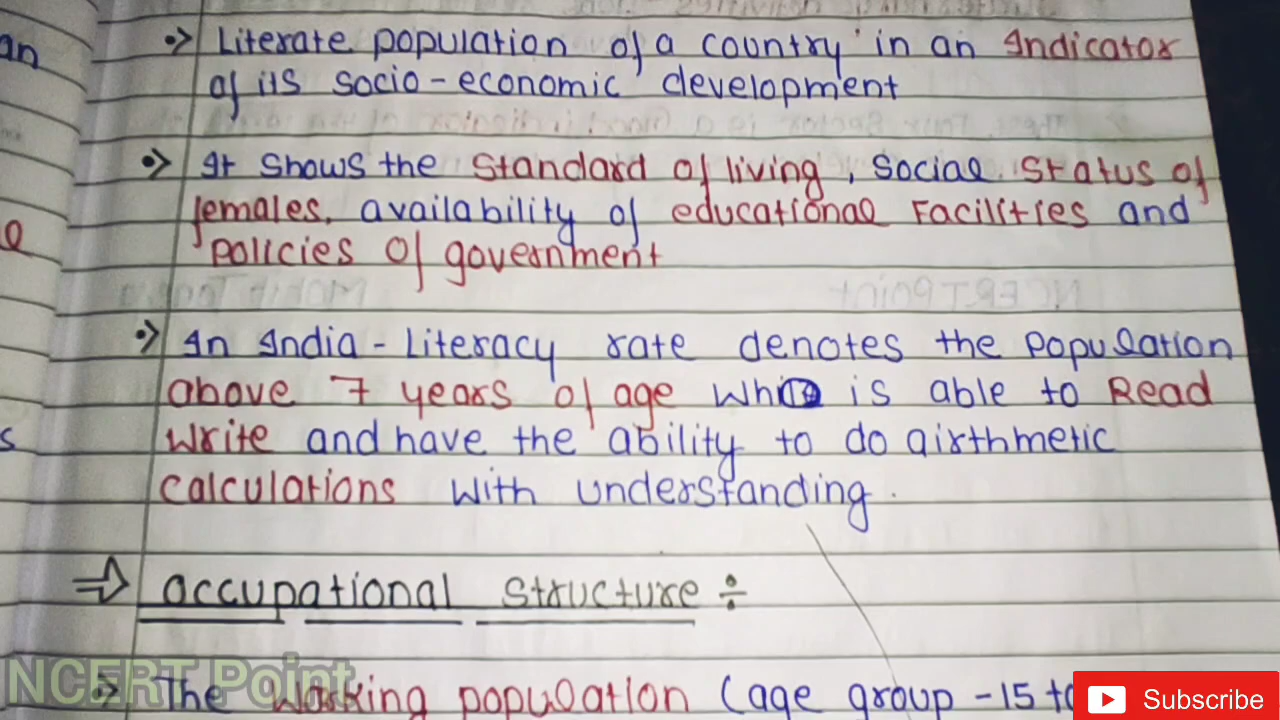 an
•> Literate population of a country in an Indicator
of its socio-economic development
•> It shows the standard of living, social status of
females, availability of educational Facilities and
policies of government
e
•> In India - Literacy rate denotes the population
above 7 years of age who is able to Read
write and have the ability to do airthmetic
calculations with understanding.
s
⇒ occupational structure ÷
NCERT Point
•> The working population (age group -15 to
Subscribe